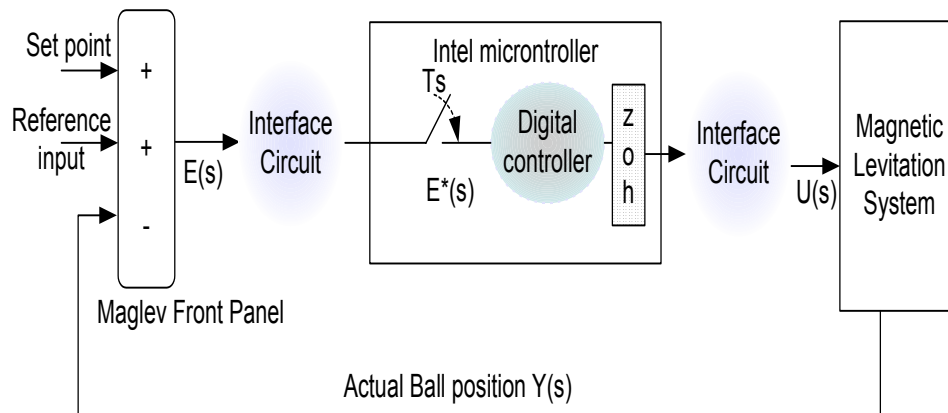 Set point
+
Reference
input
+
-
E(s)
Maglev Front Panel
Interface
Circuit
Intel microcontroller
Ts
E*(s)
Digital
controller
z
o
h
Interface
Circuit
U(s)
Magnetic
Levitation
System
Actual Ball position Y(s)